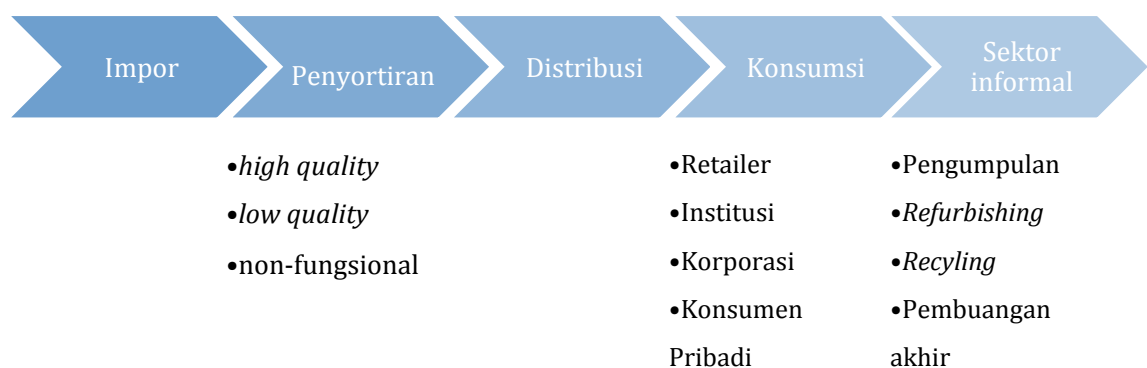 Impor
Penyortiran
Distribusi
Konsumsi
Sektor
informal
•high quality
•low quality
•non-fungsional
•Retailer
•Institusi
•Korporasi
•Konsumen
Pribadi
•Pengumpulan
•Refurbishing
•Recyling
•Pembuangan
akhir